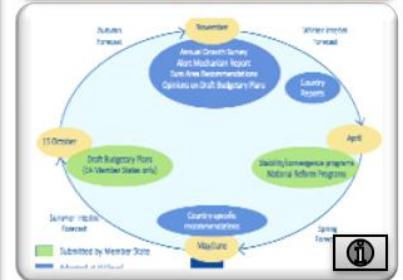 November
Autumn
Forecast
Winter Interim
Forecast
Annual Growth Survey
Alert Mechanism Report
Euro Area Recommendations
Opinions on Draft Budgetary Plans
Country
Reports
15 October
April
Draft Budgetary Plans
(EA Member States only)
Stability/convergence programs
National Reform Programs
Summer Interim
Forecast
Country-specific
recommendations
Spring
May/June
Submitted by Member State